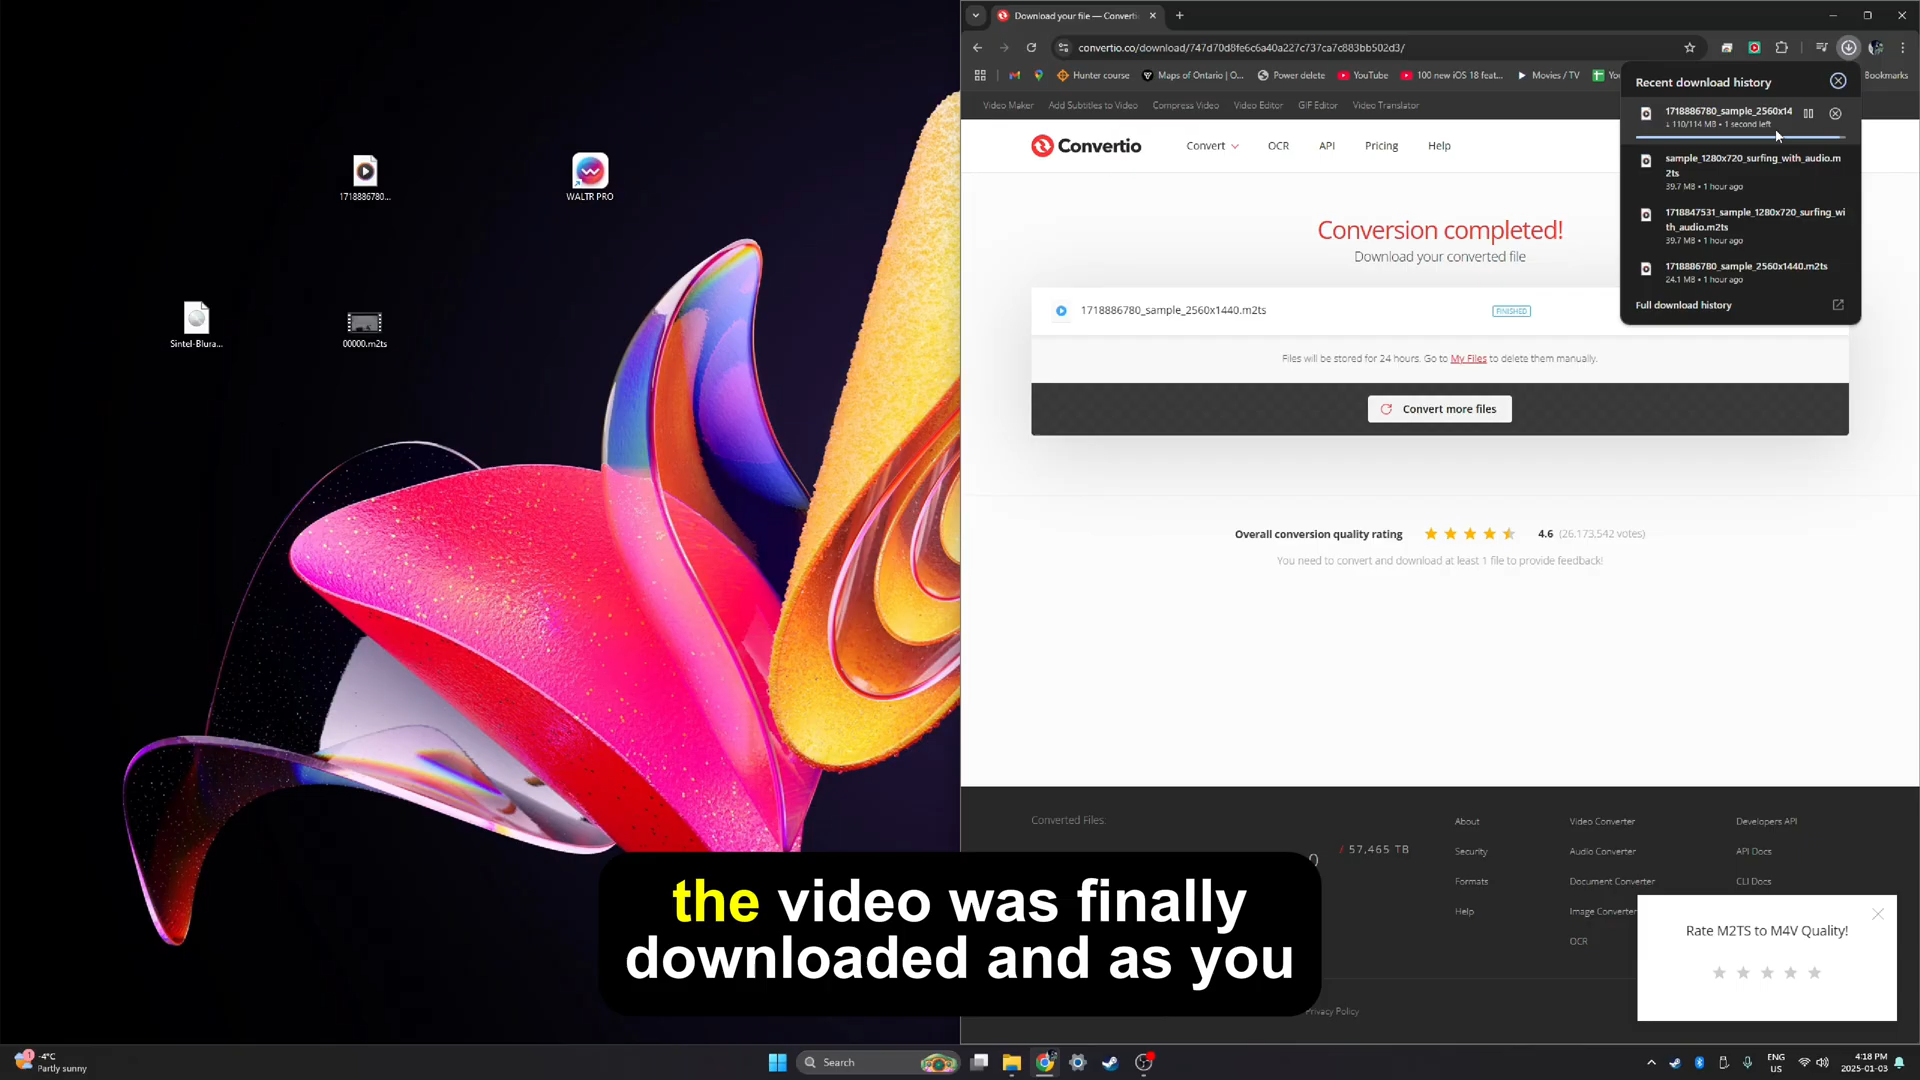 Download your file — Converti
convertio.co/download/747d70d8fe6c6a40a227c737ca7c883bb502d3/
Hunter course
Maps of Ontario | O...
Power delete
YouTube
100 new iOS 18 feat...
Movies / TV
Bookmarks
Video Maker
Add Subtitles to Video
Compress Video
Video Editor
GIF Editor
Video Translator
Recent download history
1718886780_sample_2560x14
↓ 110/114 MB • 1 second left
sample_1280x720_surfing_with_audio.m
2ts
39.7 MB • 1 hour ago
1718847531_sample_1280x720_surfing_wi
th_audio.m2ts
39.7 MB • 1 hour ago
1718886780_sample_2560x1440.m2ts
24.1 MB • 1 hour ago
Full download history
Convertio
Convert
OCR
API
Pricing
Help
1718886780...
WALTR PRO
Sintel-Blura...
00000.m2ts
Conversion completed!
Download your converted file
1718886780_sample_2560x1440.m2ts
FINISHED
Files will be stored for 24 hours. Go to My Files to delete them manually.
Convert more files
Overall conversion quality rating
4.6 (26,173,542 votes)
You need to convert and download at least 1 file to provide feedback!
Converted Files:
/ 57,465 TB
About
Security
Formats
Help
Video Converter
Audio Converter
Document Converter
Image Converter
OCR
Developers API
API Docs
CLI Docs
Privacy Policy
Rate M2TS to M4V Quality!
the video was finally
downloaded and as you
1
-4°C
Partly sunny
Search
ENG
US
4:18 PM
2025-01-03